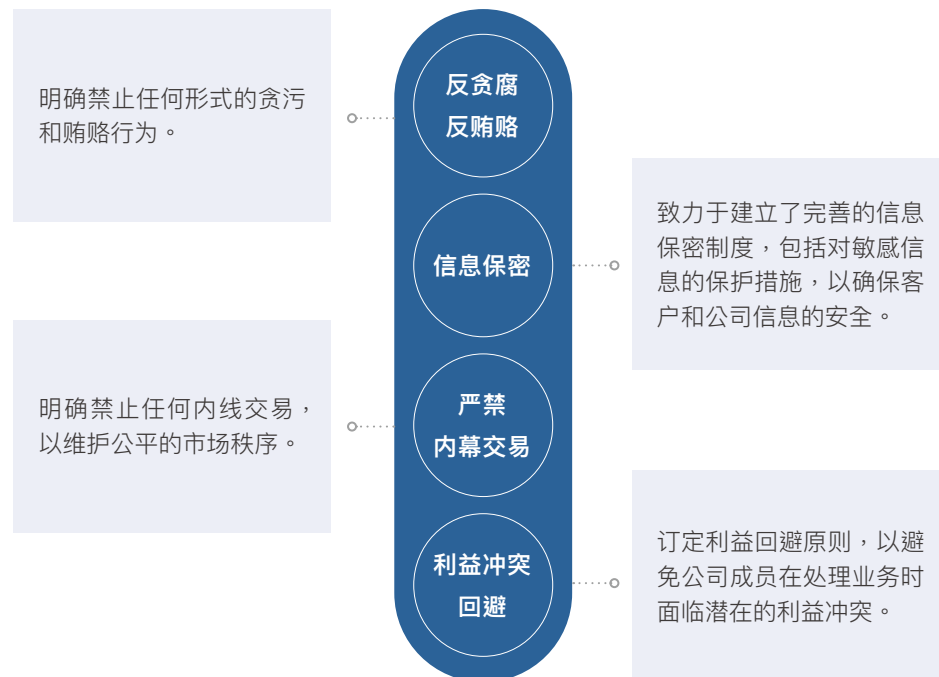 反贪腐
反贿赂
明确禁止任何形式的贪污
和贿赂行为。
信息保密
致力于建立了完善的信息
保密制度，包括对敏感信
息的保护措施，以确保客
户和公司信息的安全。
严禁
内幕交易
明确禁止任何内线交易，
以维护公平的市场秩序。
利益冲突
回避
订定利益回避原则，以避
免公司成员在处理业务时
面临潜在的利益冲突。